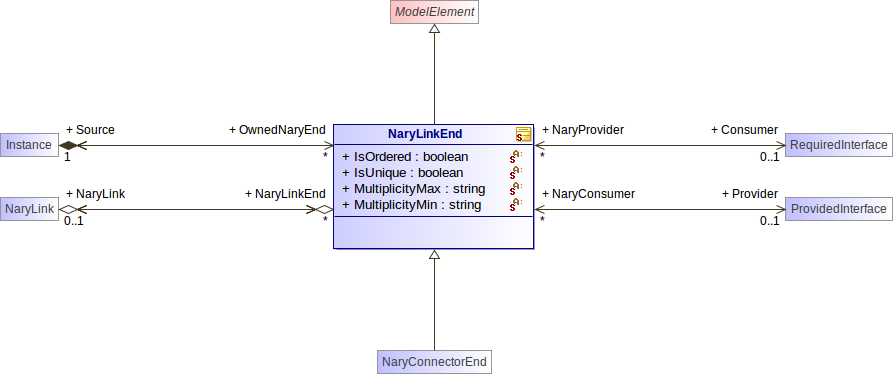 ModelElement
+ Source
+ OwnedNaryEnd
NaryLinkEnd
+ NaryProvider
+ Consumer
Instance
1
*
+ IsOrdered : boolean
+ IsUnique : boolean
+ MultiplicityMax : string
+ MultiplicityMin : string
*
0..1
RequiredInterface
+ NaryLink
+ NaryLinkEnd
+ NaryConsumer
+ Provider
NaryLink
0..1
*
*
0..1
ProvidedInterface
NaryConnectorEnd